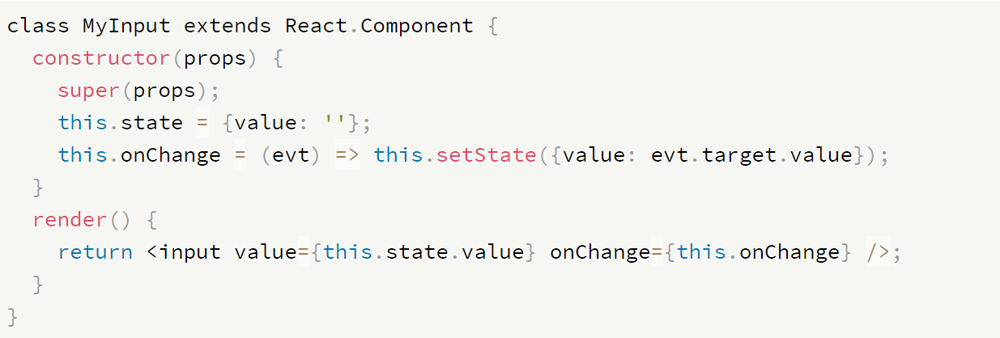 class MyInput extends React.Component {
  constructor(props) {
    super(props);
    this.state = {value: ''};
    this.onChange = (evt) => this.setState({value: evt.target.value});
  }
  render() {
    return <input value={this.state.value} onChange={this.onChange} />;
  }
}